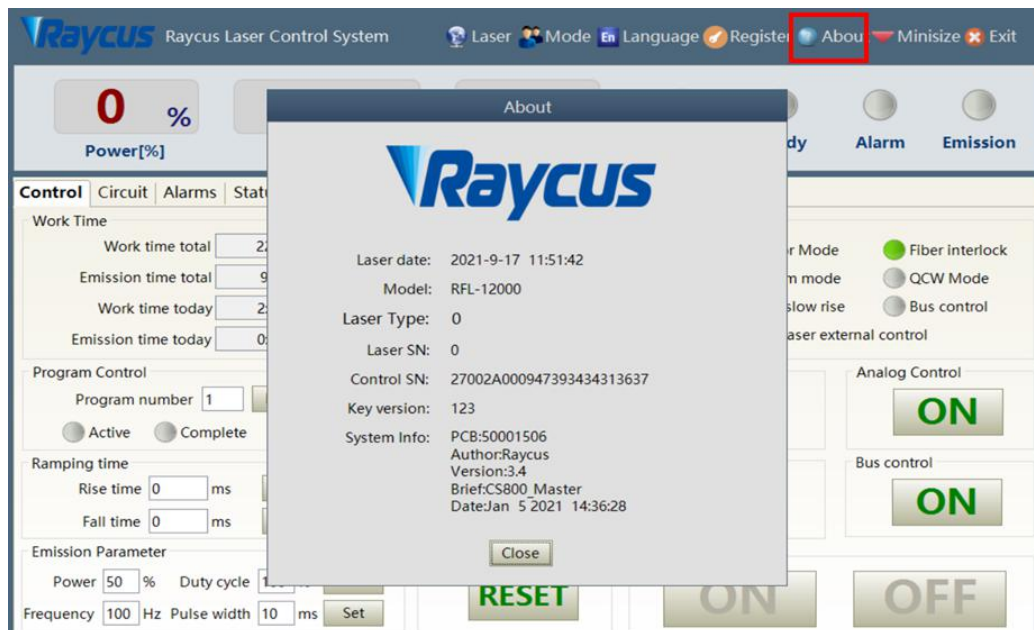 Raycus Raycus Laser Control System Laser Mode En Language Register About Minisize Exit
0 %
Power[%] Alarm Emission
About
Raycus
Laser date: 2021-9-17 11:51:42
Model: RFL-12000
Laser Type: 0
Laser SN: 0
Control SN: 27002A000947393434313637
Key version: 123
System Info: PCB:50001506
Author:Raycus
Version:3.4
Brief:CS800_Master
Date:Jan 5 2021 14:36:28
Close
Control Circuit Alarms
Work Time
Work time total
Emission time total
Work time today
Emission time today
Mode Fiber interlock
mode QCW Mode
slow rise Bus control
external control
Program Control
Program number 1
Active Complete
Analog Control
ON
Ramping time
Rise time 0 ms
Fall time 0 ms
Bus control
ON
Emission Parameter
Power 50 % Duty cycle
Frequency 100 Hz Pulse width 10 ms Set
RESET ON OFF